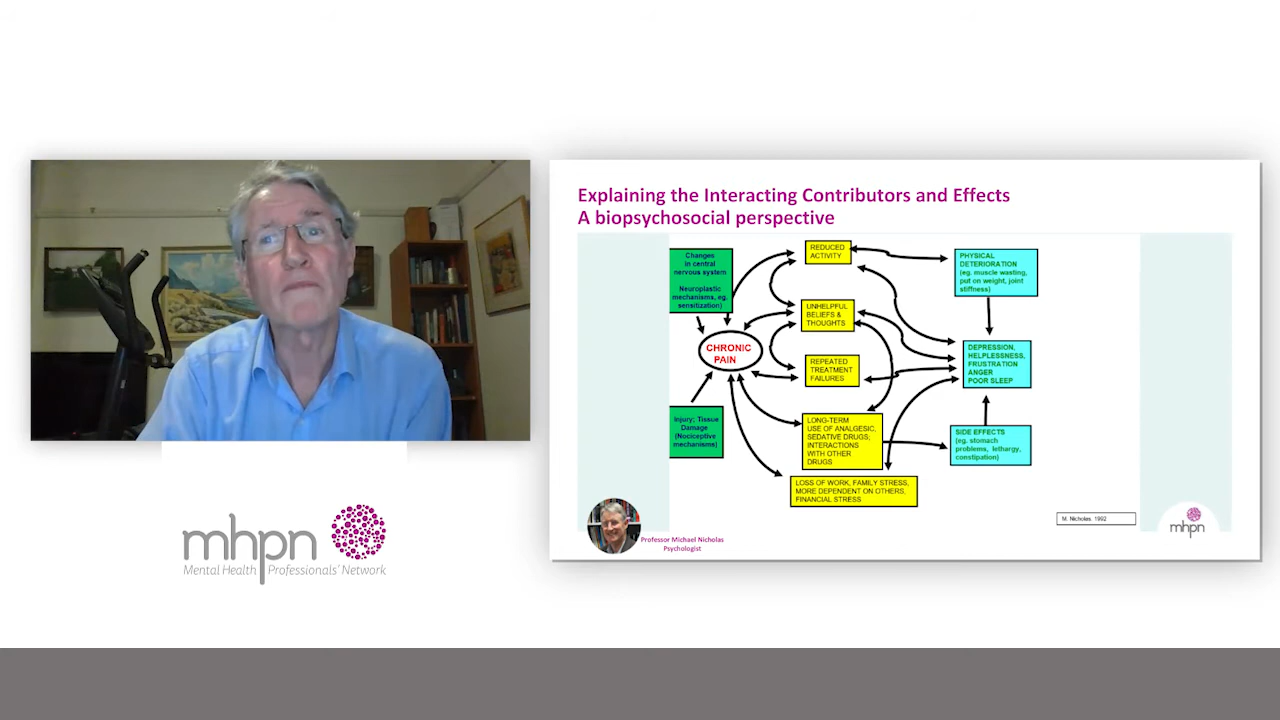 Explaining the Interacting Contributors and Effects
A biopsychosocial perspective
Changes
in central
nervous system
Neuroplastic
mechanisms, eg.
sensitization)
CHRONIC
PAIN
Injury; Tissue
Damage
(Nociceptive
mechanisms)
REDUCED
ACTIVITY
UNHELPFUL
BELIEFS &
THOUGHTS
REPEATED
TREATMENT
FAILURES
LONG-TERM
USE OF ANALGESIC,
SEDATIVE DRUGS;
INTERACTIONS
WITH OTHER
DRUGS
LOSS OF WORK, FAMILY STRESS,
MORE DEPENDENT ON OTHERS,
FINANCIAL STRESS
PHYSICAL
DETERIORATION
(eg. muscle wasting,
put on weight, joint
stiffness)
DEPRESSION,
HELPLESSNESS,
FRUSTRATION
ANGER
POOR SLEEP
SIDE EFFECTS
(eg. stomach
problems, lethargy,
constipation)
M. Nicholas, 1992
mhpn
Professor Michael Nicholas
Psychologist
mhpn
Mental Health Professionals' Network